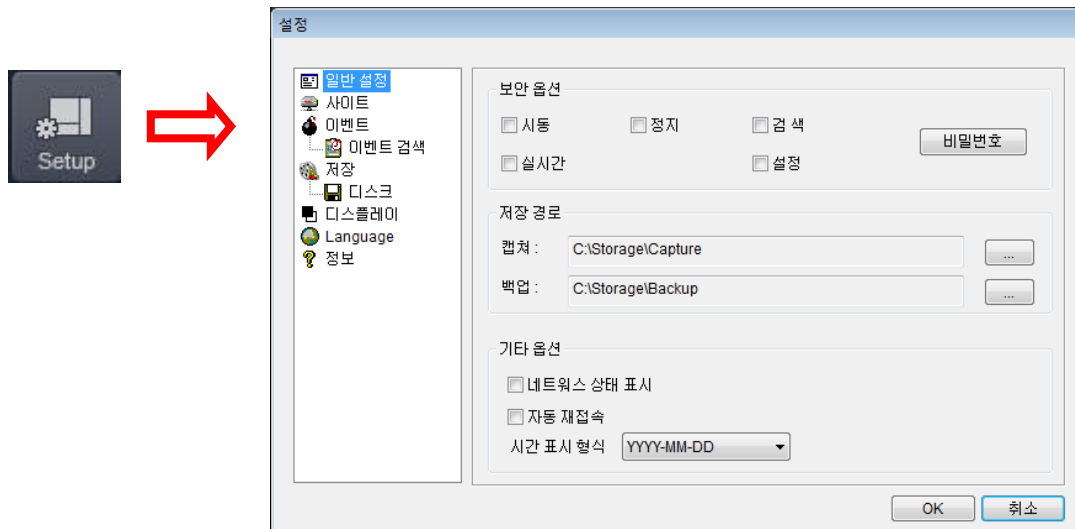 설정
Setup
일반 설정
사이트
이벤트
이벤트 검색
저장
디스크
디스플레이
Language
정보
보안 옵션
시동 정지 검 색
비밀번호
실시간 설정
저장 경로
캡쳐 : C:\Storage\Capture ...
백업 : C:\Storage\Backup ...
기타 옵션
네트워스 상태 표시
자동 재접속
시간 표시 형식 YYYY-MM-DD
OK 취소